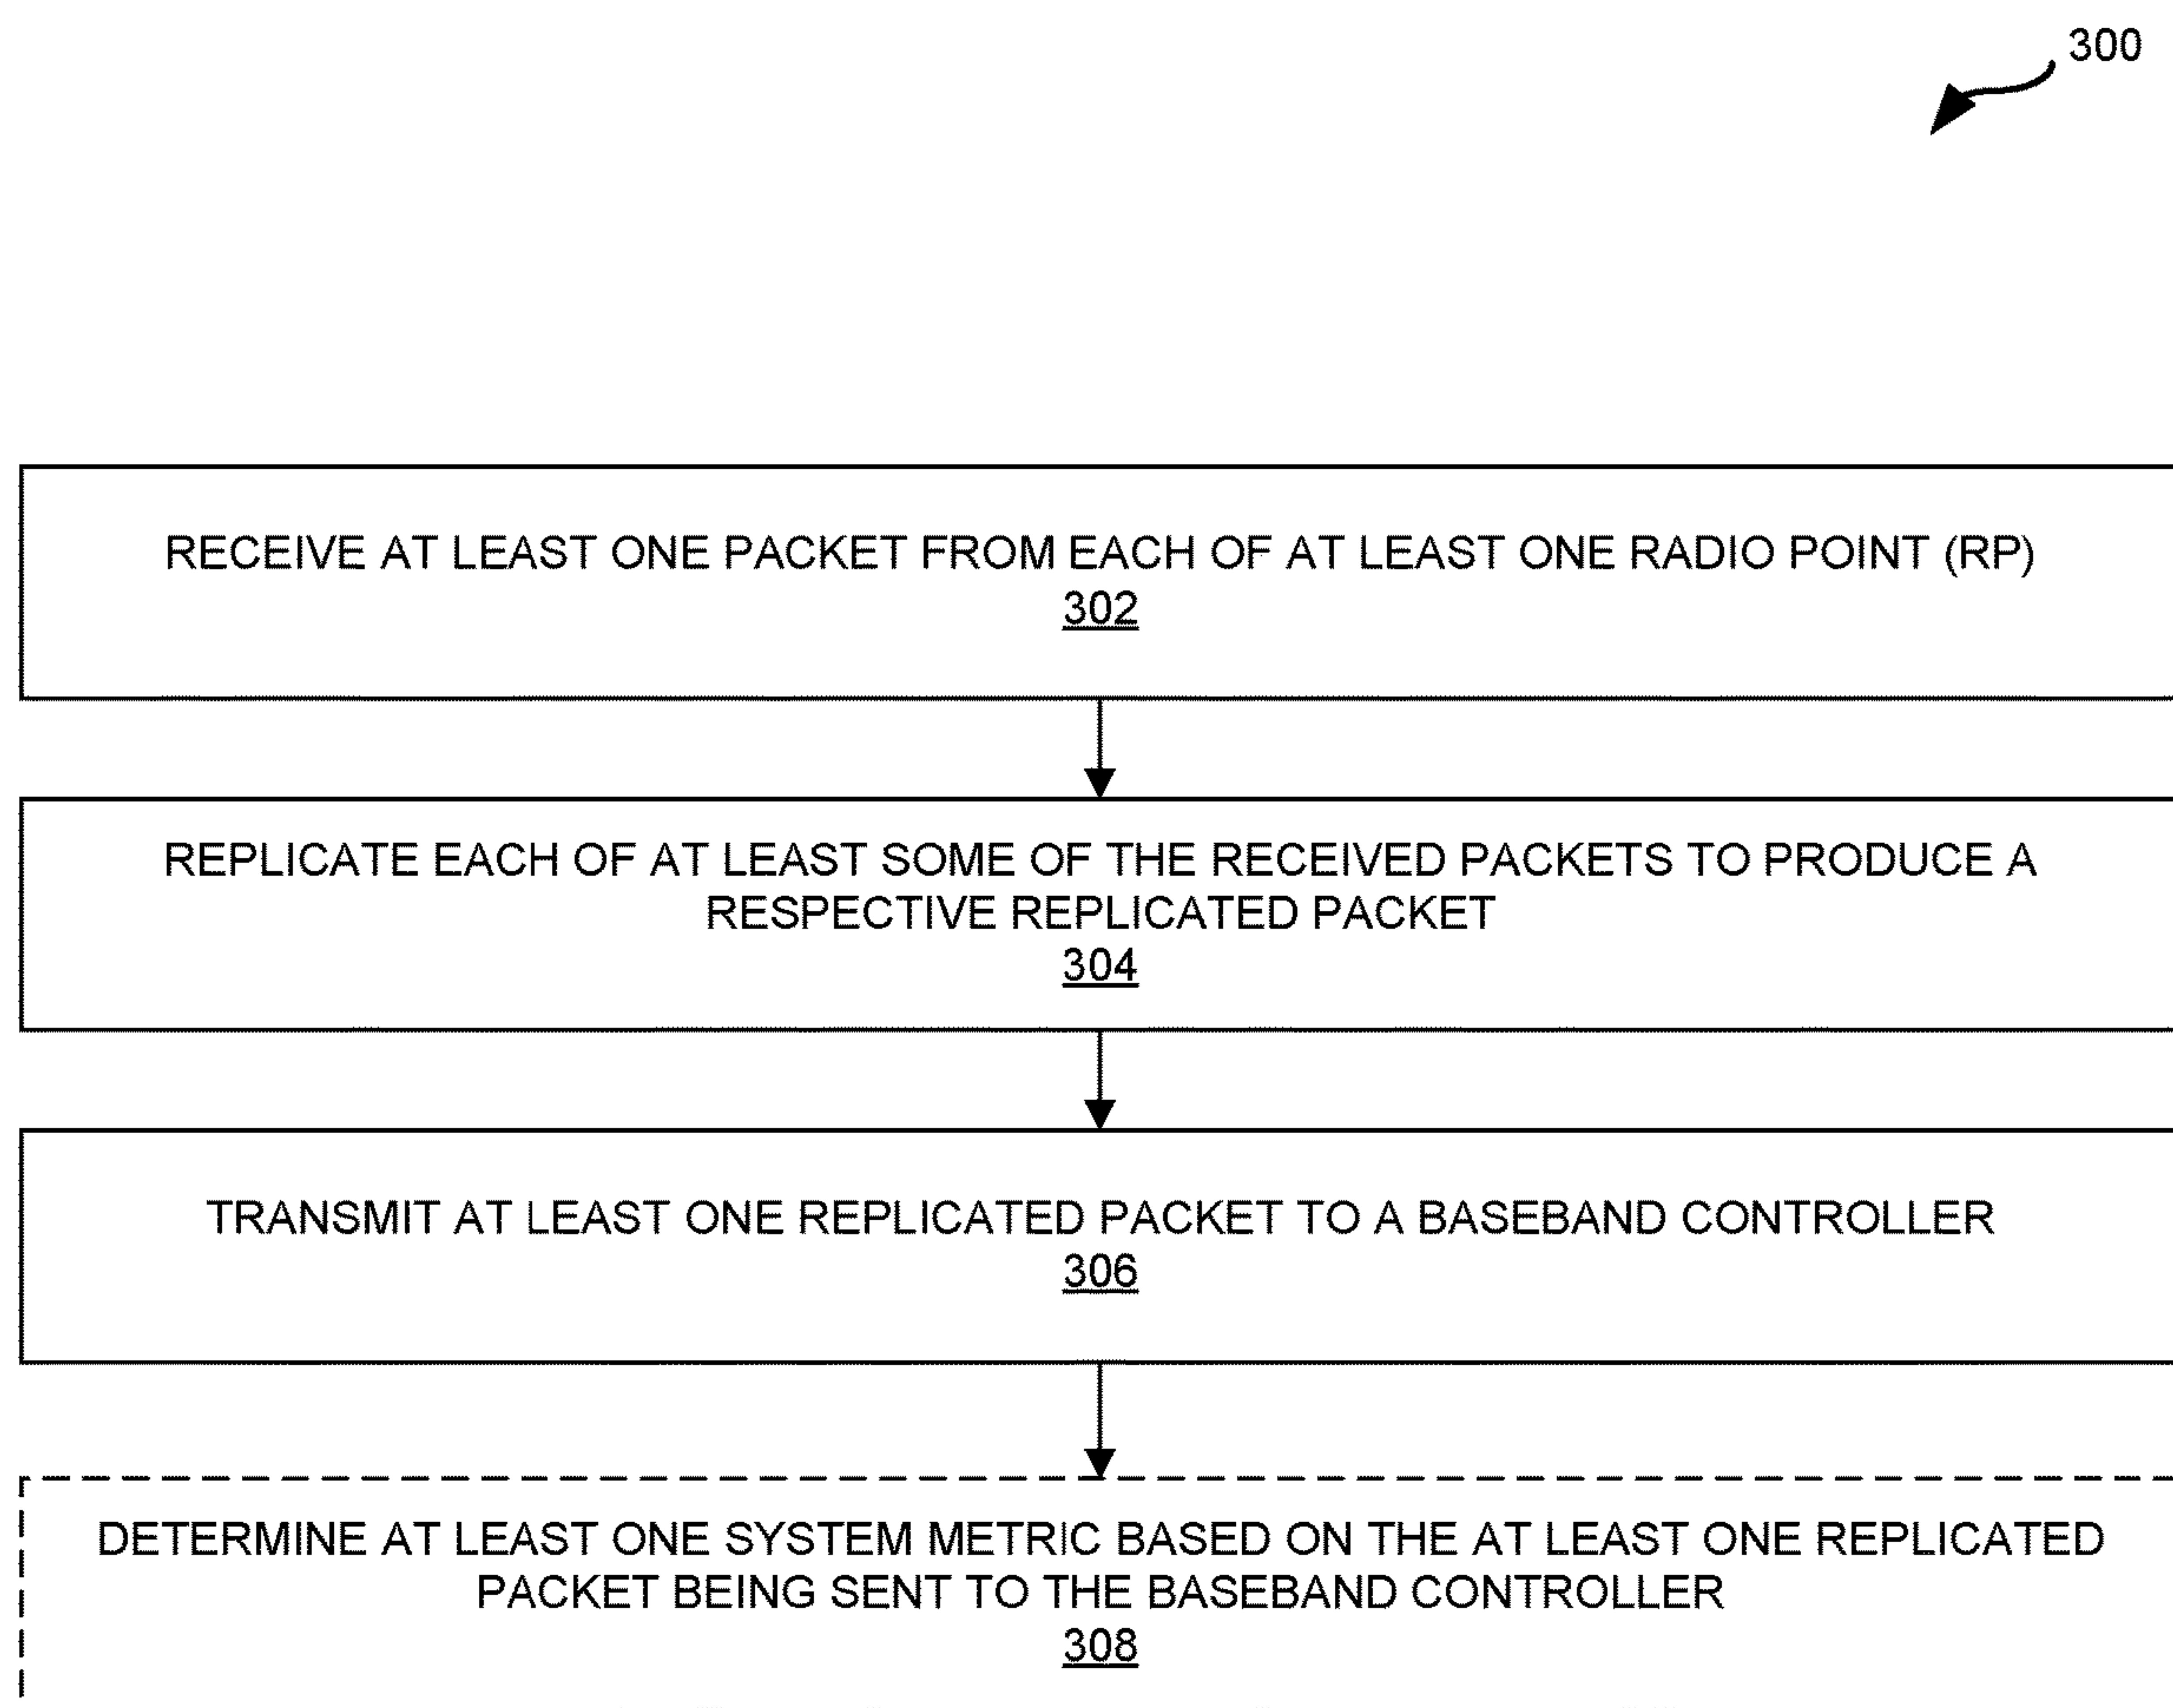 300
RECEIVE AT LEAST ONE PACKET FROM EACH OF AT LEAST ONE RADIO POINT (RP)
302
REPLICATE EACH OF AT LEAST SOME OF THE RECEIVED PACKETS TO PRODUCE A
RESPECTIVE REPLICATED PACKET
304
TRANSMIT AT LEAST ONE REPLICATED PACKET TO A BASEBAND CONTROLLER
306
DETERMINE AT LEAST ONE SYSTEM METRIC BASED ON THE AT LEAST ONE REPLICATED
PACKET BEING SENT TO THE BASEBAND CONTROLLER
308